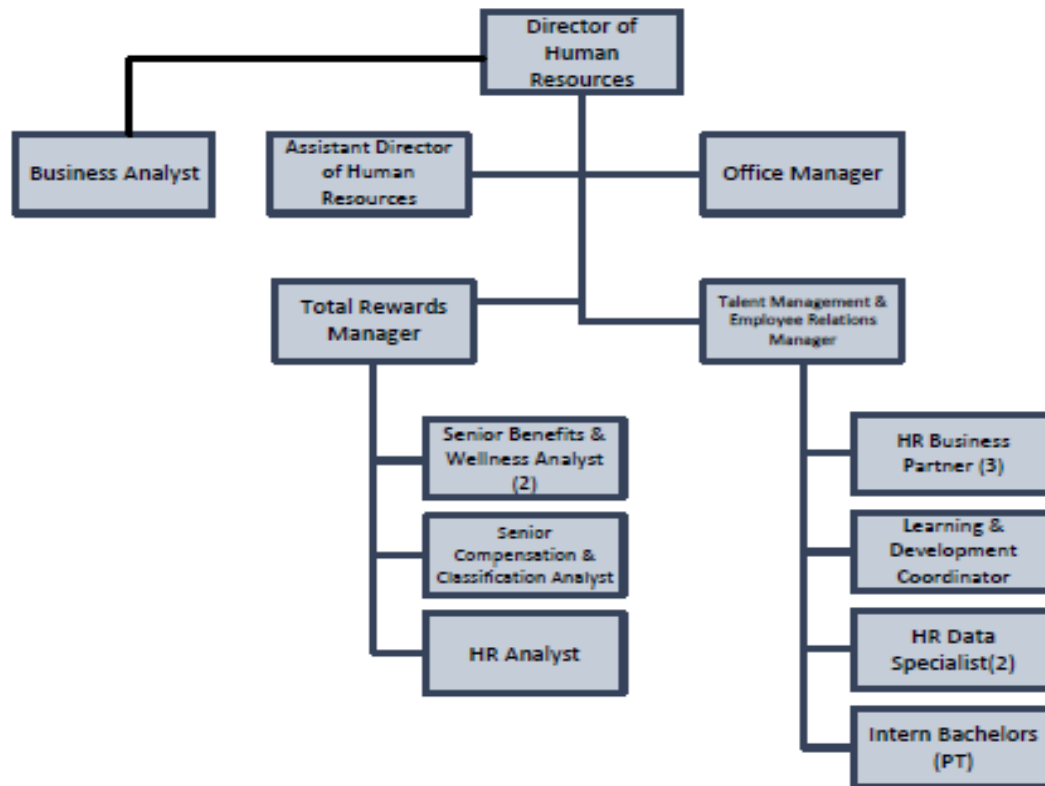 Director of
Human
Resources
Business Analyst
Assistant Director
of Human
Resources
Office Manager
Total Rewards
Manager
Talent Management &
Employee Relations
Manager
Senior Benefits &
Wellness Analyst
(2)
Senior
Compensation &
Classification Analyst
HR Analyst
HR Business
Partner (3)
Learning &
Development
Coordinator
HR Data
Specialist(2)
Intern Bachelors
(PT)